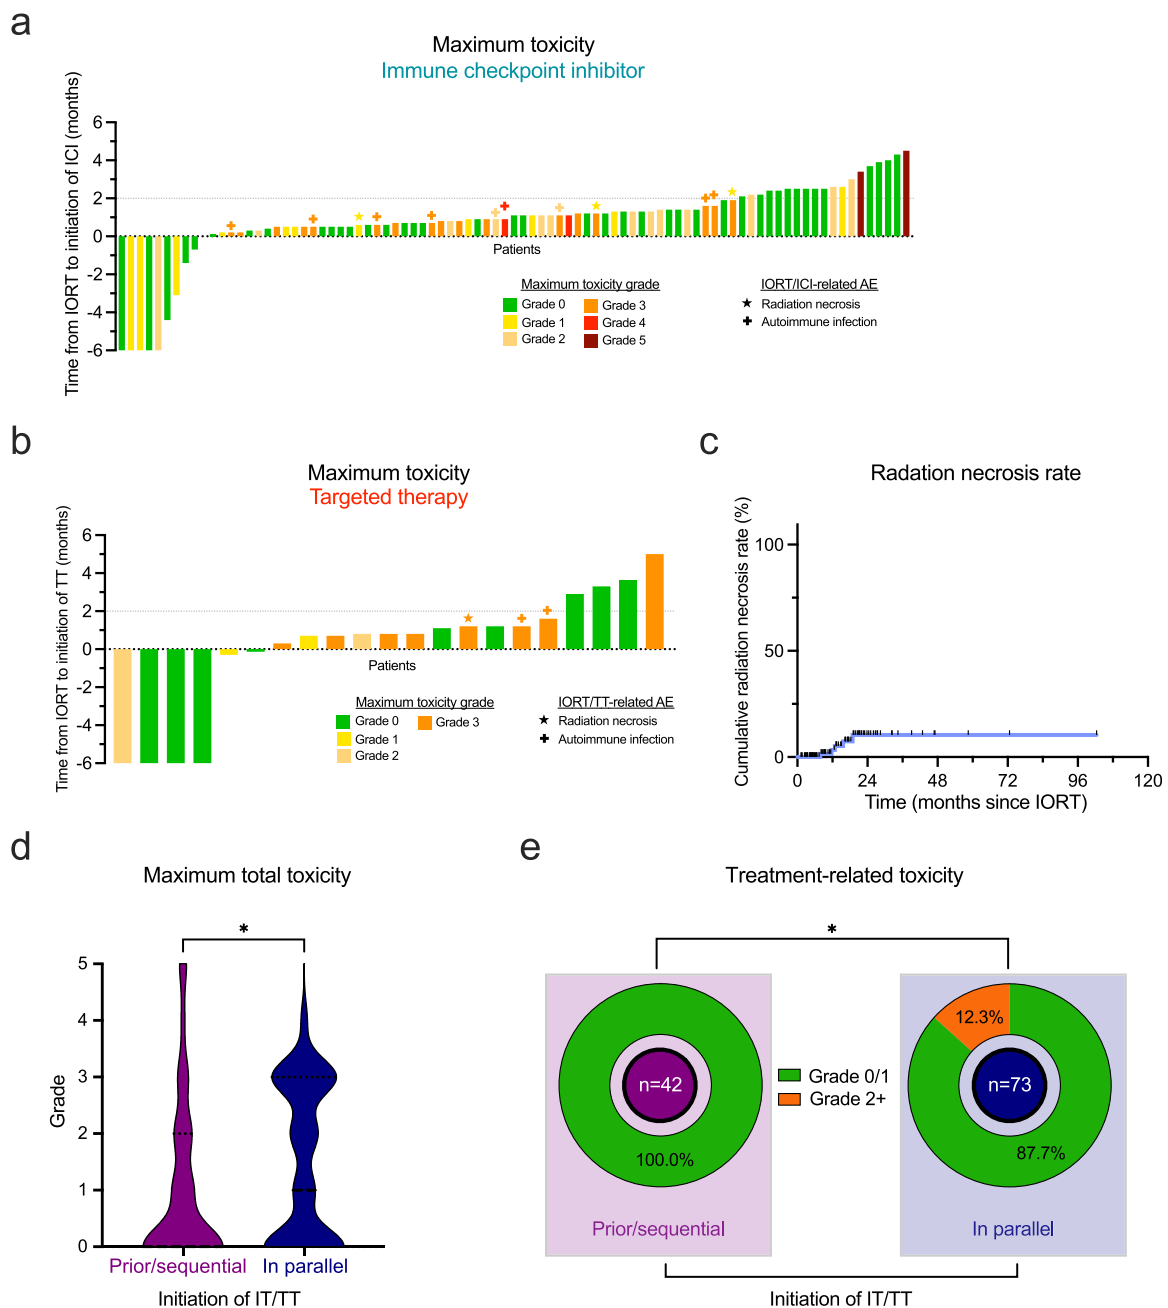 a
Maximum toxicity
Immune checkpoint inhibitor
Time from IORT to initiation of ICI (months)
6
4
2
0
-2
-4
-6
Patients
Maximum toxicity grade
Grade 0
Grade 1
Grade 2
Grade 3
Grade 4
Grade 5
IORT/ICI-related AE
Radiation necrosis
Autoimmune infection
b
Maximum toxicity
Targeted therapy
Time from IORT to initiation of TT (months)
6
4
2
0
-2
-4
-6
Patients
Maximum toxicity grade
Grade 0
Grade 1
Grade 2
Grade 3
IORT/TT-related AE
Radiation necrosis
Autoimmune infection
c
Radation necrosis rate
Cumulative radiation necrosis rate (%)
100
50
0
0 24 48 72 96 120
Time (months since IORT)
d
Maximum total toxicity
*
Grade
5
4
3
2
1
0
Prior/sequential In parallel
Initiation of IT/TT
e
Treatment-related toxicity
*
n=42
100.0%
Prior/sequential
Grade 0/1
Grade 2+
12.3%
n=73
87.7%
In parallel
Initiation of IT/TT